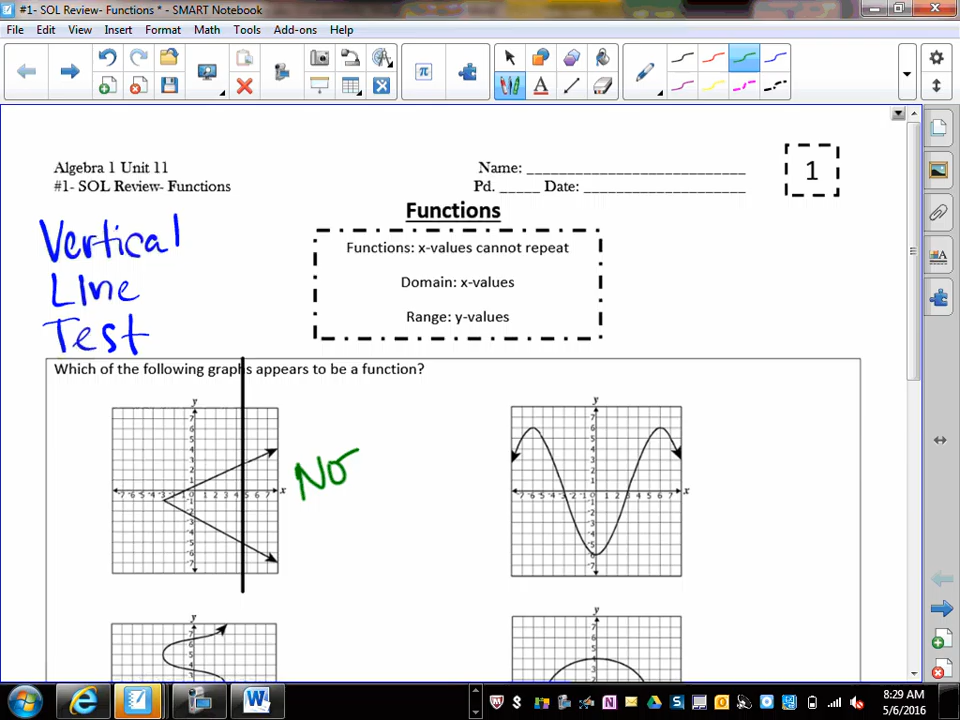 #1- SOL Review- Functions * - SMART Notebook
File Edit View Insert Format Math Tools Add-ons Help
Algebra 1 Unit 11
#1- SOL Review- Functions
Name: ___________________________
Pd. _____ Date: ____________________
1
Functions
Vertical
Line
Test
Functions: x-values cannot repeat
Domain: x-values
Range: y-values
Which of the following graphs appears to be a function?
y
x
No
y
x
y
y
8:29 AM
5/6/2016